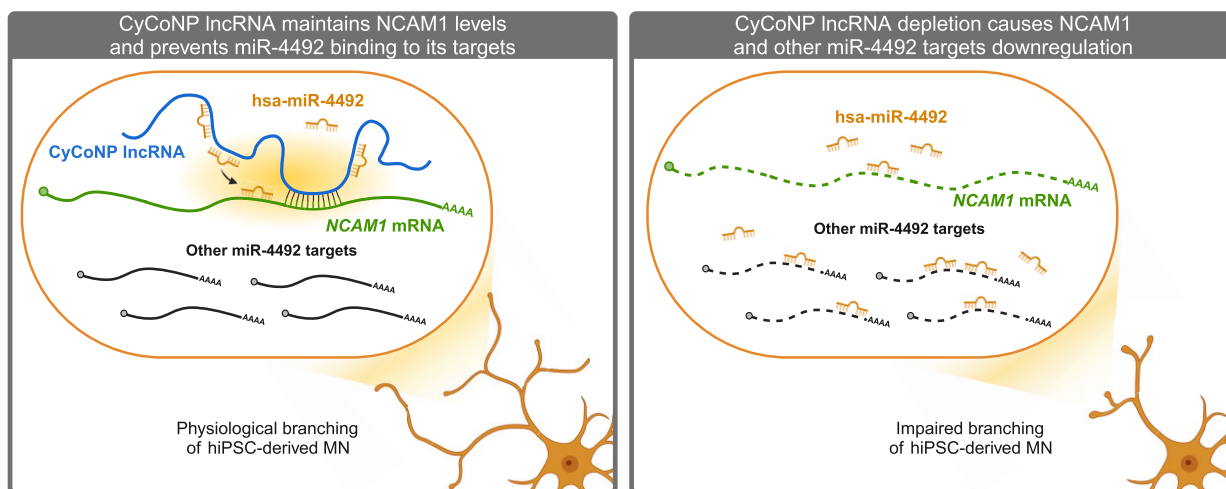 CyCoNP lncRNA maintains NCAM1 levels
and prevents miR-4492 binding to its targets
hsa-miR-4492
CyCoNP lncRNA
AAAA
NCAM1 mRNA
Other miR-4492 targets
AAAA
AAAA
AAAA
AAAA
Physiological branching
of hiPSC-derived MN
CyCoNP lncRNA depletion causes NCAM1
and other miR-4492 targets downregulation
hsa-miR-4492
AAAA
NCAM1 mRNA
Other miR-4492 targets
AAAA
AAAA
AAAA
AAAA
Impaired branching
of hiPSC-derived MN